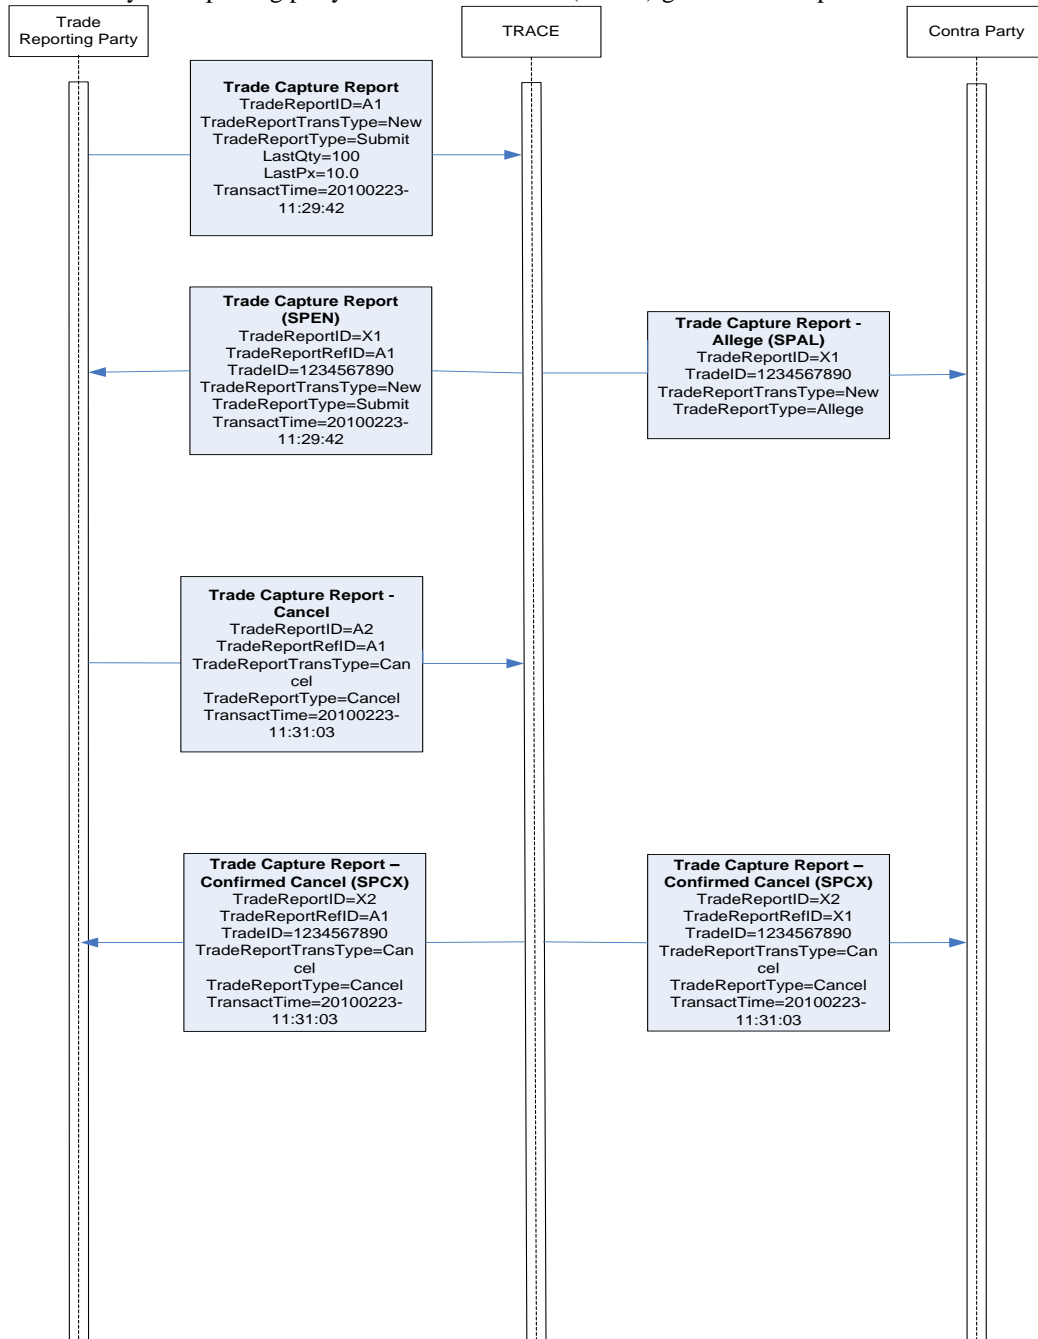 Trade
Reporting Party
TRACE
Contra Party
Trade Capture Report
TradeReportID=A1
TradeReportTransType=New
TradeReportType=Submit
LastQty=100
LastPx=10.0
TransactTime=20100223-
11:29:42
Trade Capture Report
(SPEN)
TradeReportID=X1
TradeReportRefID=A1
TradeID=1234567890
TradeReportTransType=New
TradeReportType=Submit
TransactTime=20100223-
11:29:42
Trade Capture Report -
Allege (SPAL)
TradeReportID=X1
TradeID=1234567890
TradeReportTransType=New
TradeReportType=Allege
Trade Capture Report -
Cancel
TradeReportID=A2
TradeReportRefID=A1
TradeReportTransType=Can
cel
TradeReportType=Cancel
TransactTime=20100223-
11:31:03
Trade Capture Report –
Confirmed Cancel (SPCX)
TradeReportID=X2
TradeReportRefID=A1
TradeID=1234567890
TradeReportTransType=Can
cel
TradeReportType=Cancel
TransactTime=20100223-
11:31:03
Trade Capture Report –
Confirmed Cancel (SPCX)
TradeReportID=X2
TradeReportRefID=X1
TradeID=1234567890
TradeReportTransType=Can
cel
TradeReportType=Cancel
TransactTime=20100223-
11:31:03